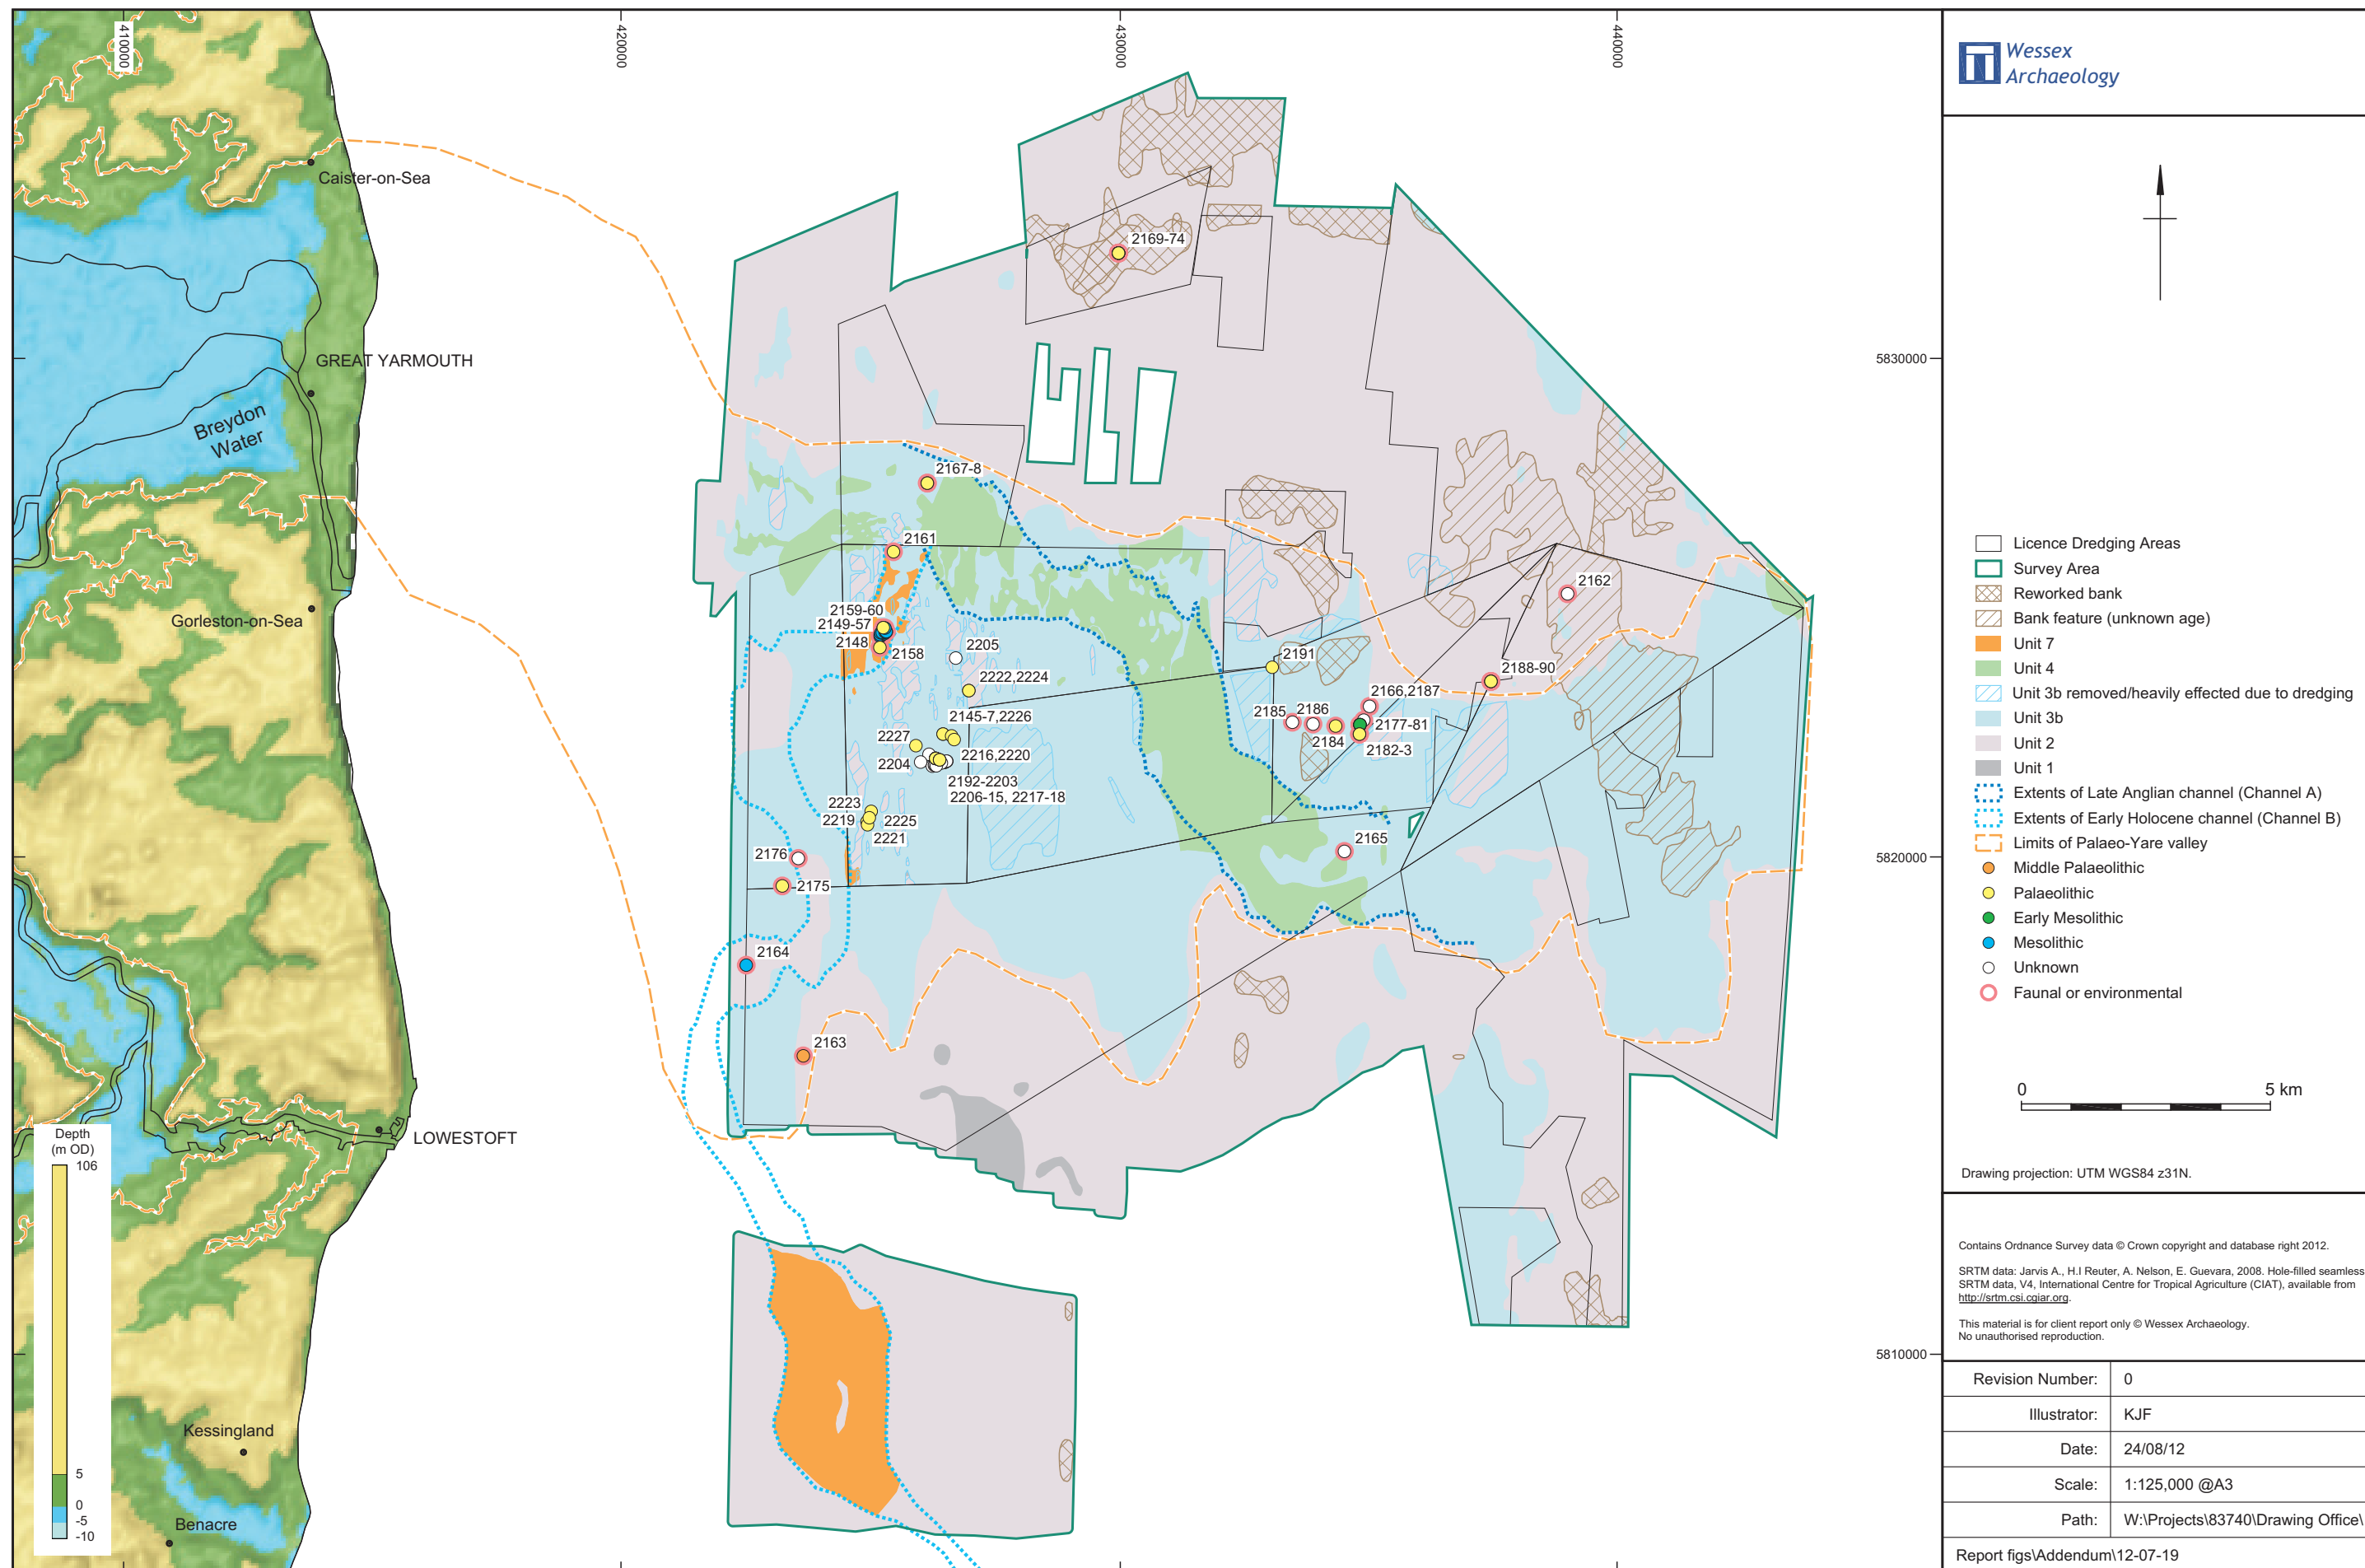 410000
420000
430000
440000
Caister-on-Sea
GREAT YARMOUTH
Breydon
Water
Gorleston-on-Sea
LOWESTOFT
Kessingland
Benacre
Depth
(m OD)
106
5
0
-5
-10
5830000
5820000
5810000
2169-74
2167-8
2161
2162
2159-60
2149-57
2148
2158
2205
2191
2188-90
2222,2224
2166,2187
2185
2186
2145-7,2226
2177-81
2227
2184
2182-3
2216,2220
2204
2192-2203
2206-15, 2217-18
2223
2219
2225
2221
2165
2176
2175
2164
2163
Wessex
Archaeology
Licence Dredging Areas
Survey Area
Reworked bank
Bank feature (unknown age)
Unit 7
Unit 4
Unit 3b removed/heavily effected due to dredging
Unit 3b
Unit 2
Unit 1
Extents of Late Anglian channel (Channel A)
Extents of Early Holocene channel (Channel B)
Limits of Palaeo-Yare valley
Middle Palaeolithic
Palaeolithic
Early Mesolithic
Mesolithic
Unknown
Faunal or environmental
0 5 km
Drawing projection: UTM WGS84 z31N.
Contains Ordnance Survey data © Crown copyright and database right 2012.
SRTM data: Jarvis A., H.I Reuter, A. Nelson, E. Guevara, 2008. Hole-filled seamless
SRTM data, V4, International Centre for Tropical Agriculture (CIAT), available from
http://srtm.csi.cgiar.org.
This material is for client report only © Wessex Archaeology.
No unauthorised reproduction.
Revision Number: 0
Illustrator: KJF
Date: 24/08/12
Scale: 1:125,000 @A3
Path: W:\Projects\83740\Drawing Office\
Report figs\Addendum\12-07-19